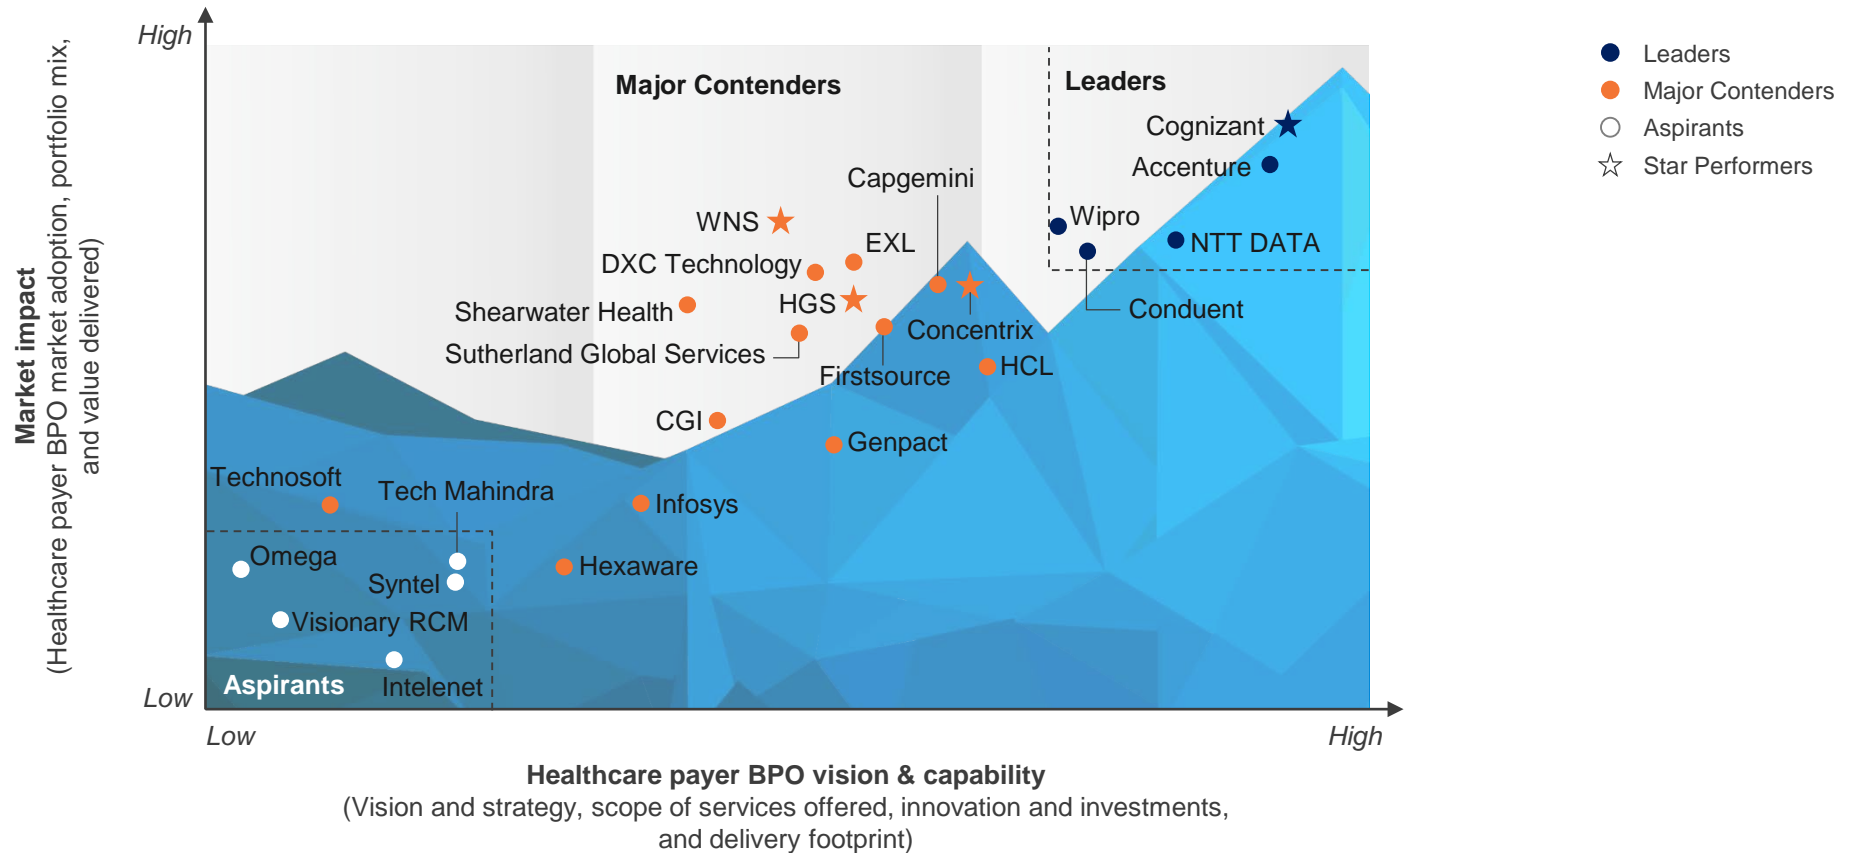 High
Market impact
(Healthcare payer BPO market adoption, portfolio mix,
and value delivered)
Low
Major Contenders
Leaders
Cognizant
Accenture
Capgemini
WNS
Wipro
EXL
NTT DATA
DXC Technology
HGS
Shearwater Health
Conduent
Concentrix
Sutherland Global Services
HCL
Firstsource
CGI
Genpact
Technosoft
Tech Mahindra
Infosys
Omega
Hexaware
Syntel
Visionary RCM
Aspirants
Intelenet
Low
High
Healthcare payer BPO vision & capability
(Vision and strategy, scope of services offered, innovation and investments,
and delivery footprint)
Leaders
Major Contenders
Aspirants
Star Performers